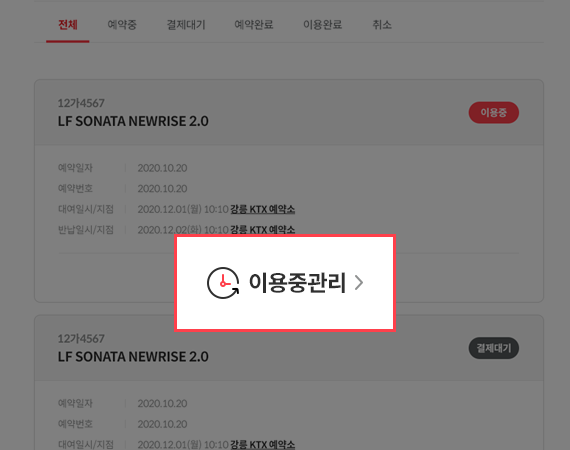 전체 예약중 결제대기 예약완료 이용완료 취소
12가4567
LF SONATA NEWRISE 2.0
이용중
예약일자 2020.10.20
예약번호 2020.10.20
대여일시/지점 2020.12.01(월) 10:10 강릉 KTX 예약소
반납일시/지점 2020.12.02(화) 10:10 강릉 KTX 예약소
이용중관리
12가4567
LF SONATA NEWRISE 2.0
결제대기
예약일자 2020.10.20
예약번호 2020.10.20
대여일시/지점 2020.12.01(월) 10:10 강릉 KTX 예약소